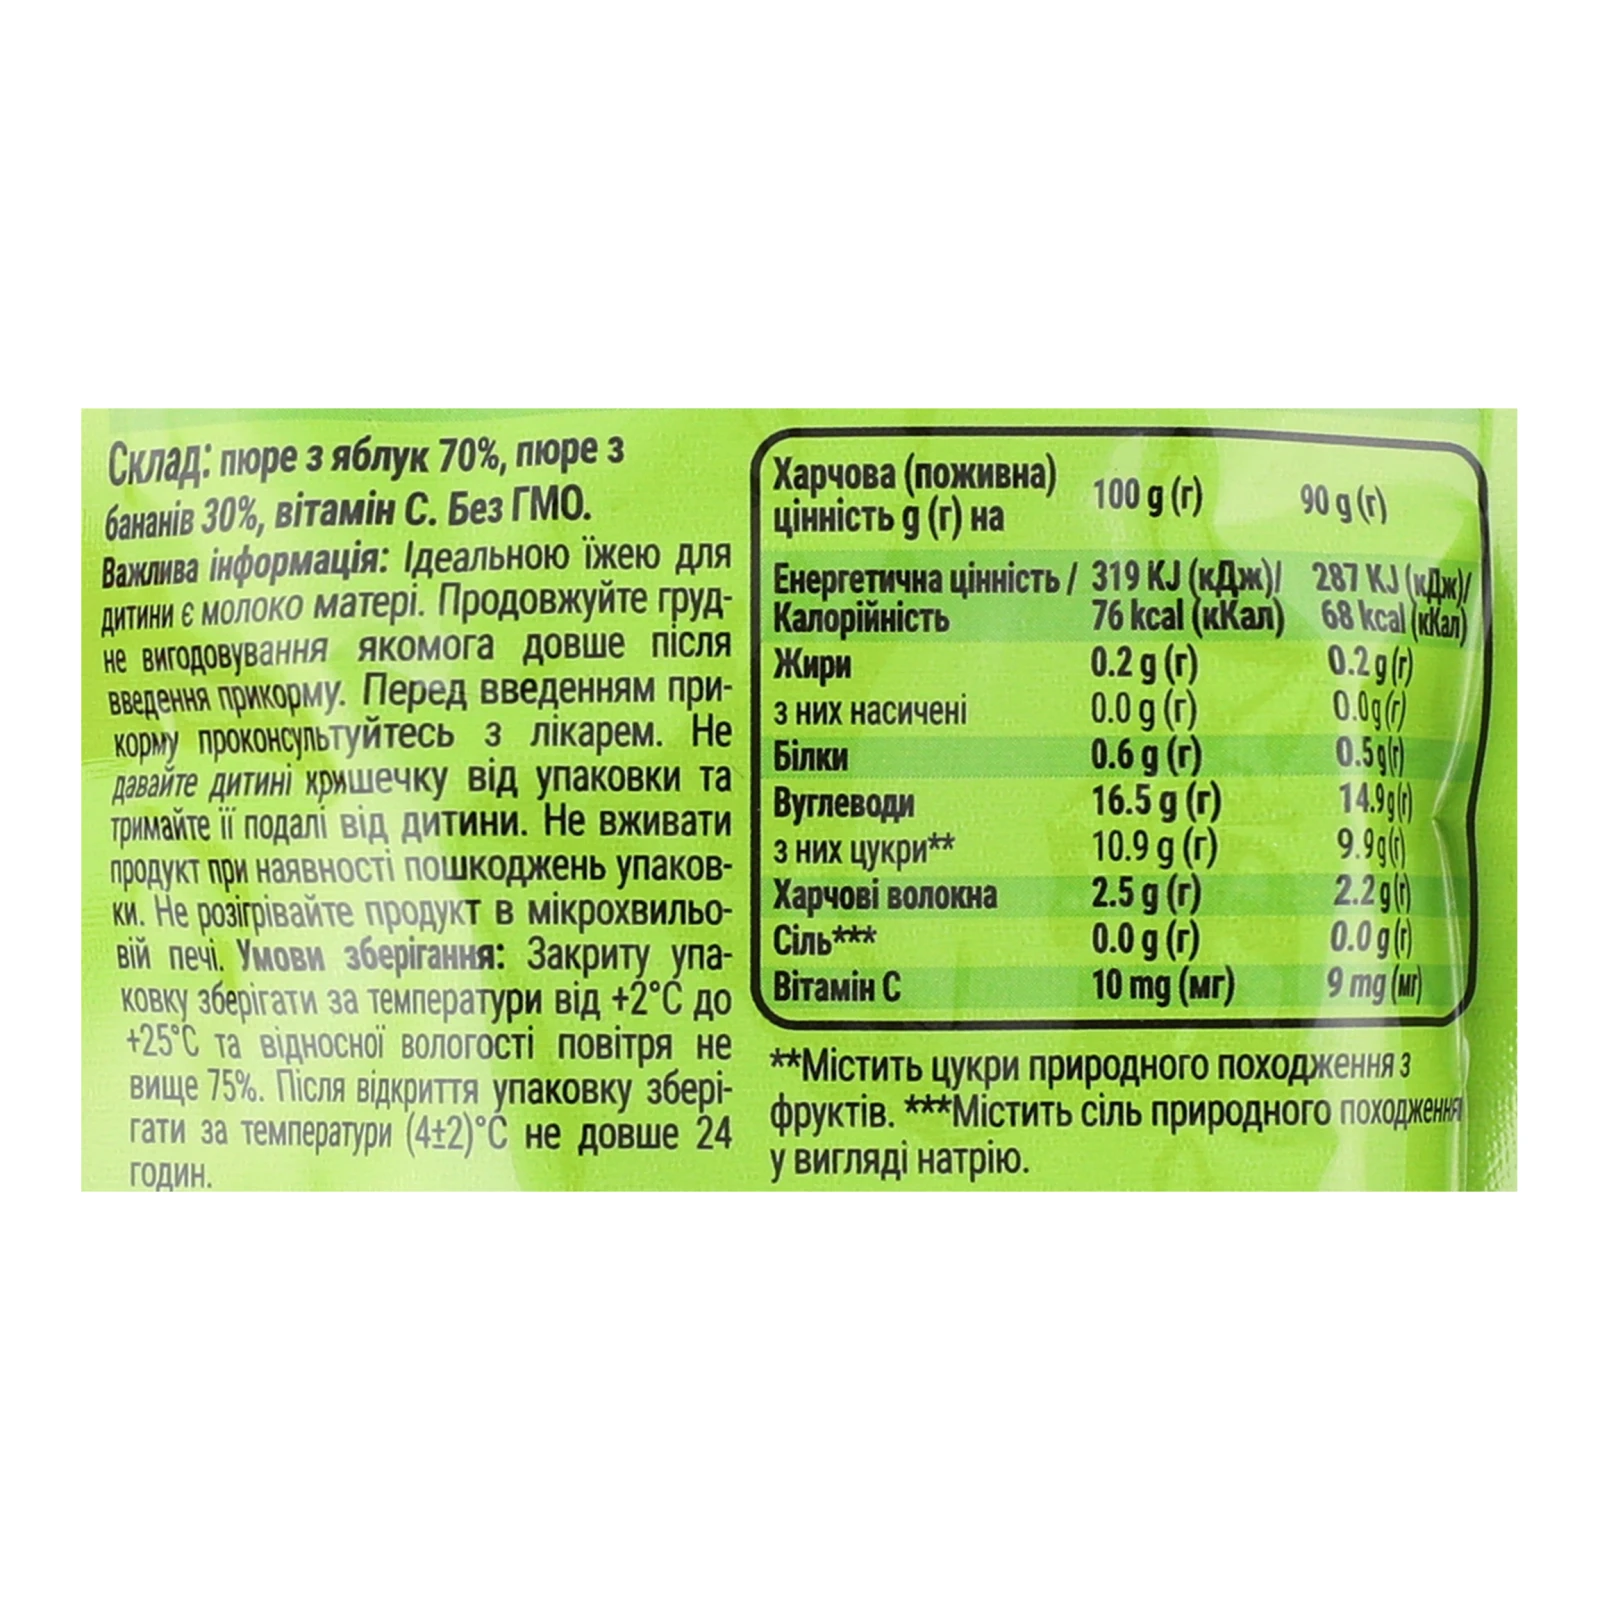 Склад: пюре з яблук 70%, пюре з
бананів 30%, вітамін С. Без ГМО.
Важлива інформація: Ідеальною їжею для
дитини є молоко матері. Продовжуйте груд-
не вигодовування якомога довше після
введення прикорму. Перед введенням при-
корму проконсультуйтесь з лікарем. Не
давайте дитині кришечку від упаковки та
тримайте її подалі від дитини. Не вживати
продукт при наявності пошкоджень упаков-
ки. Не розігрівайте продукт в мікрохвильо-
вій печі. Умови зберігання: Закриту упа-
ковку зберігати за температури від +2°С до
+25°С та відносної вологості повітря не
вище 75%. Після відкриття упаковку збері-
гати за температури (4±2)°С не довше 24
годин.
Харчова (поживна)
цінність g (г) на 100 g (г) 90 g (г)
Енергетична цінність / 319 KJ (кДж)/ 287 KJ (кДж)/
Калорійність 76 kcal (кКал) 68 kcal (кКал)
Жири 0.2 g (г) 0.2 g (г)
з них насичені 0.0 g (г) 0.0 g (г)
Білки 0.6 g (г) 0.5 g (г)
Вуглеводи 16.5 g (г) 14.9 g (г)
з них цукри** 10.9 g (г) 9.9 g (г)
Харчові волокна 2.5 g (г) 2.2 g (г)
Сіль*** 0.0 g (г) 0.0 g (г)
Вітамін С 10 mg (мг) 9 mg (мг)
**Містить цукри природного походження з
фруктів. ***Містить сіль природного походження
у вигляді натрію.